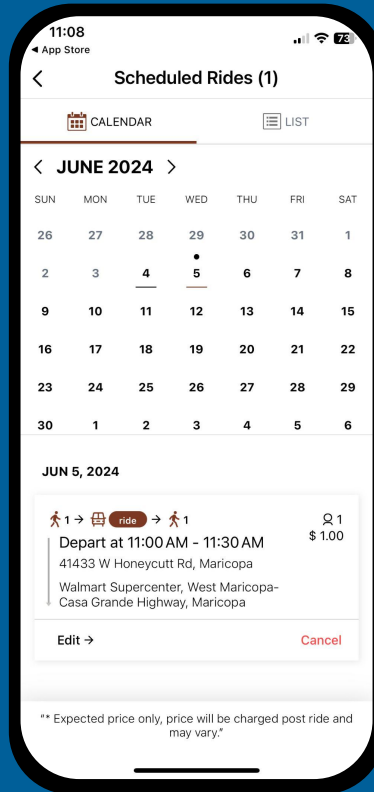 11:08
73
◀ App Store
Scheduled Rides (1)
CALENDAR
LIST
< JUNE 2024 >
SUN MON TUE WED THU FRI SAT
26 27 28 29 30 31 1
2 3 4 5 6 7 8
9 10 11 12 13 14 15
16 17 18 19 20 21 22
23 24 25 26 27 28 29
30 1 2 3 4 5 6
JUN 5, 2024
1 → ride → 1
1
Depart at 11:00 AM - 11:30 AM
$ 1.00
41433 W Honeycutt Rd, Maricopa
Walmart Supercenter, West Maricopa-
Casa Grande Highway, Maricopa
Edit →
Cancel
"* Expected price only, price will be charged post ride and
may vary."